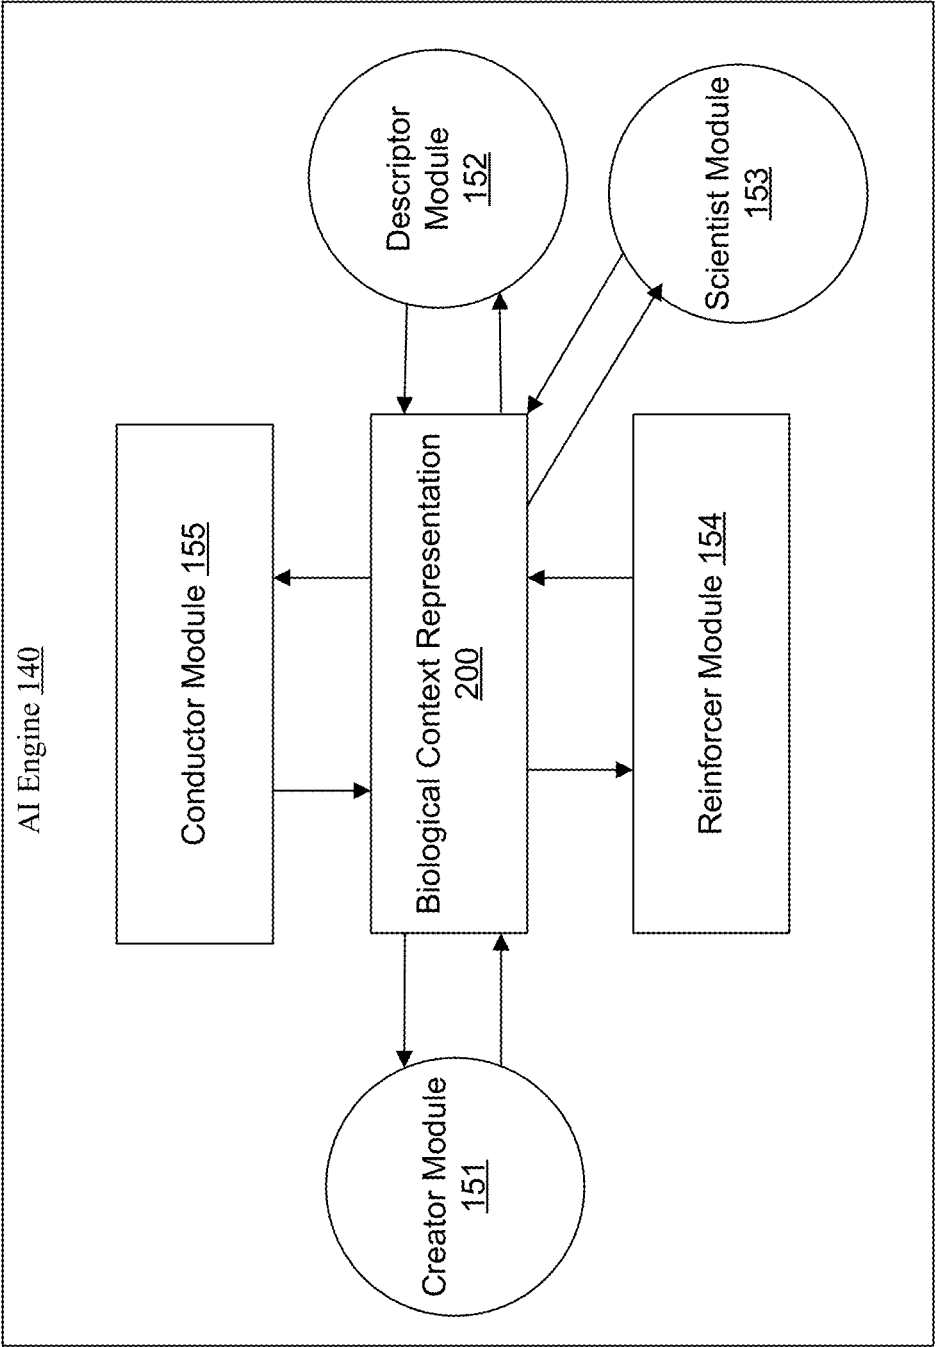 AI Engine 140
Conductor Module 155
Creator Module
151
Biological Context Representation
200
Descriptor
Module
152
Reinforcer Module 154
Scientist Module
153